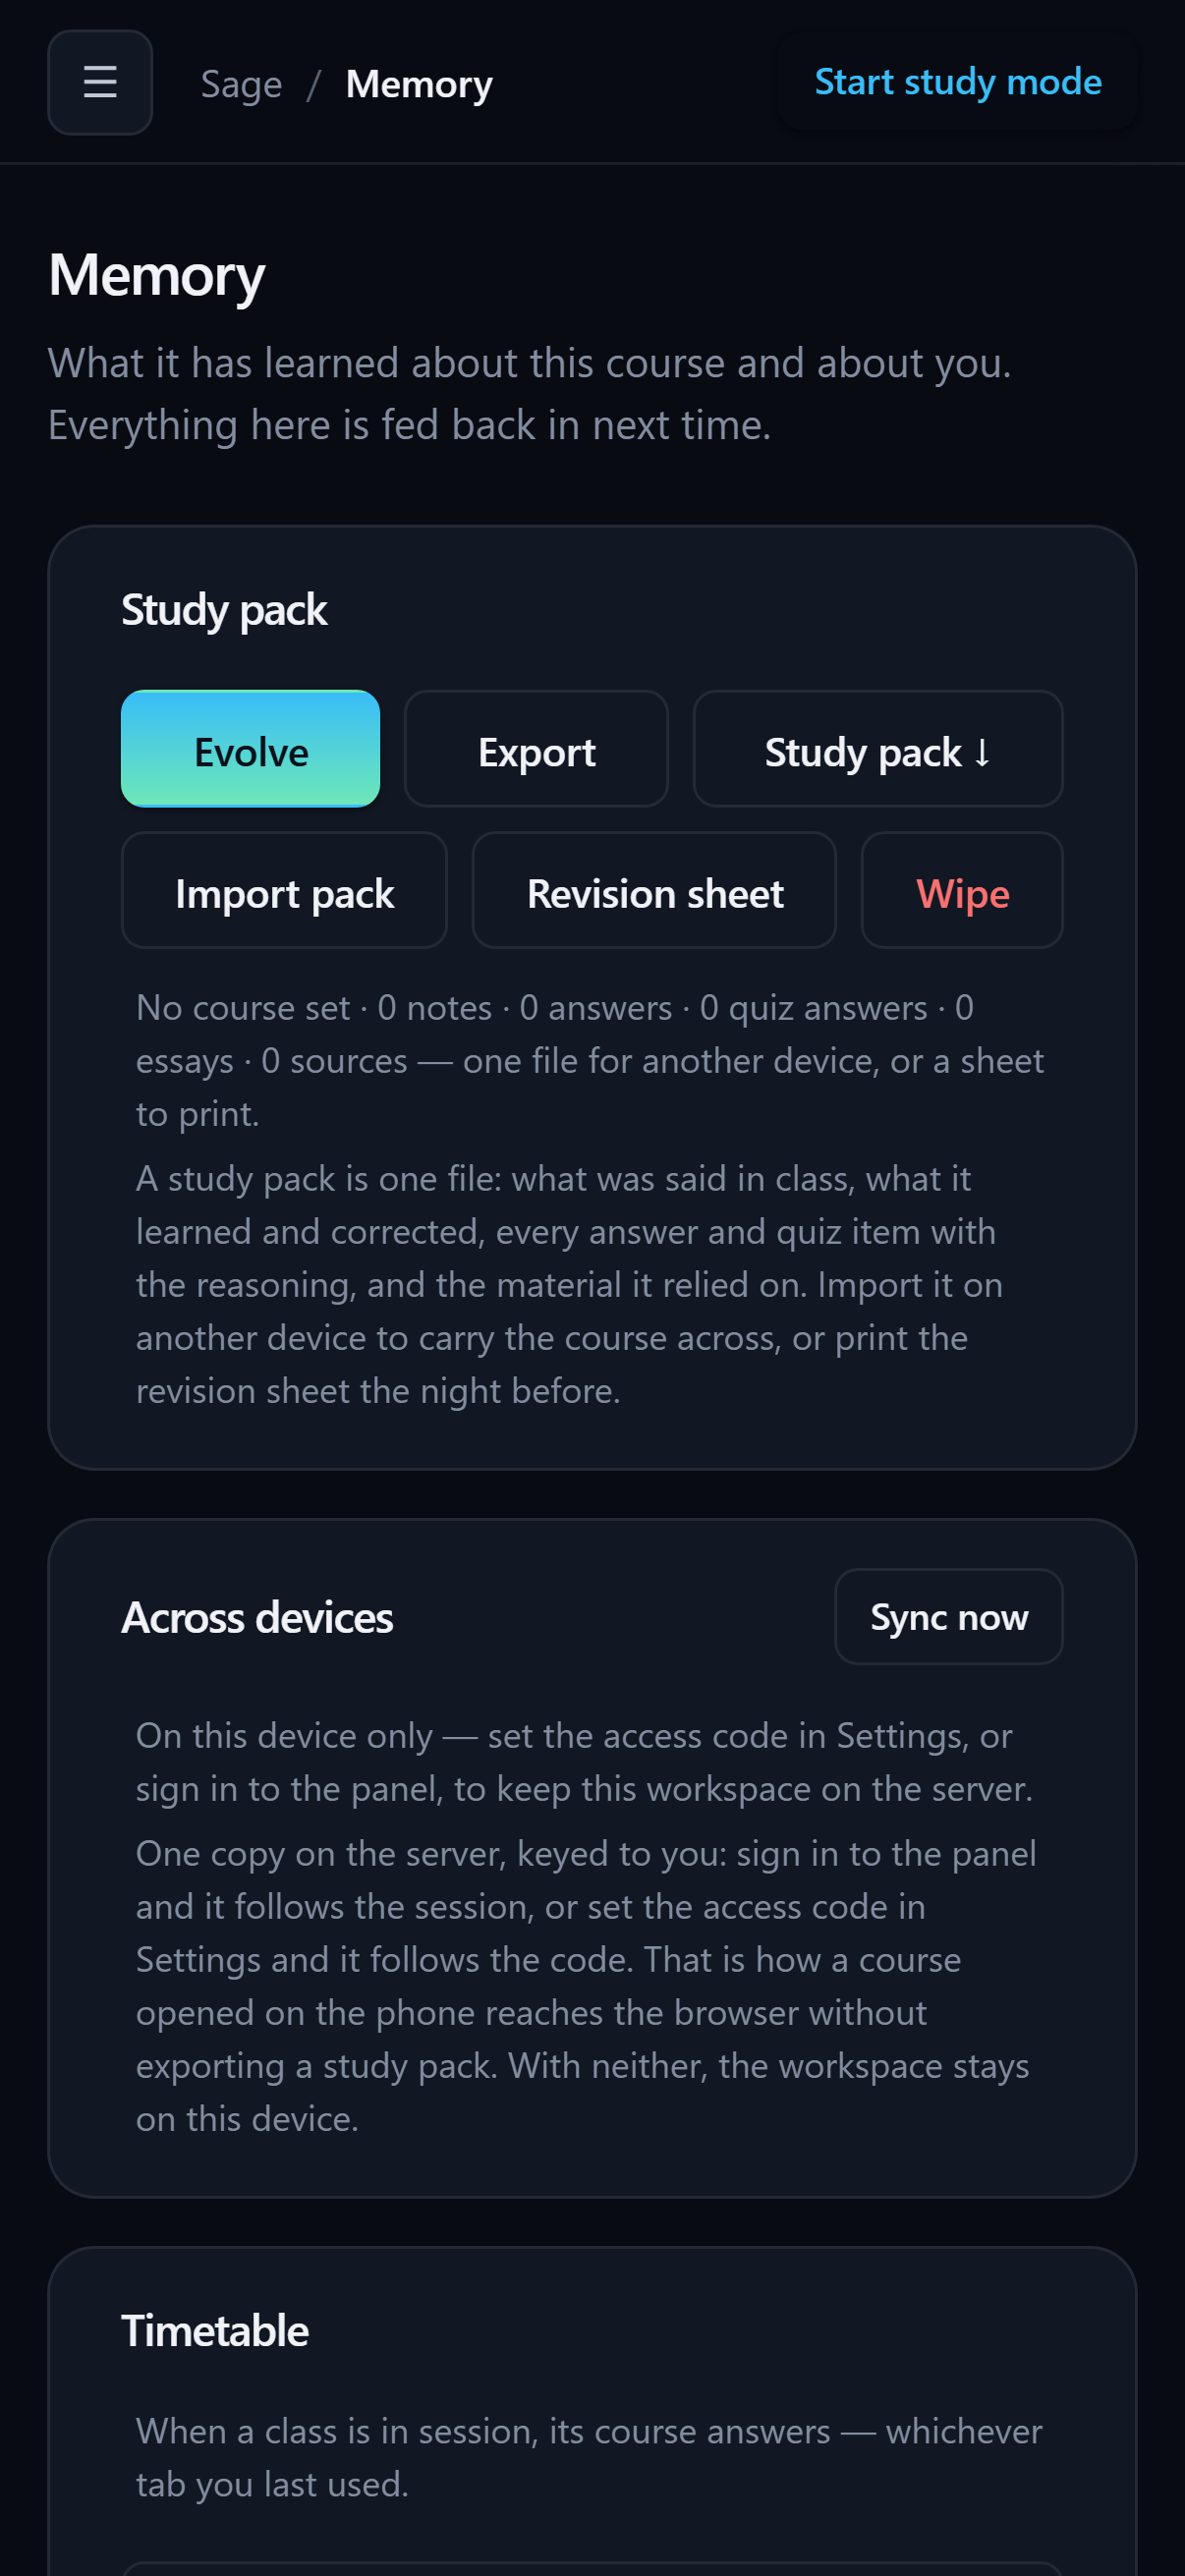 ☰ Sage / Memory Start study mode
Memory
What it has learned about this course and about you.
Everything here is fed back in next time.
Study pack
Evolve Export Study pack ↓
Import pack Revision sheet Wipe
No course set · 0 notes · 0 answers · 0 quiz answers · 0
essays · 0 sources — one file for another device, or a sheet
to print.
A study pack is one file: what was said in class, what it
learned and corrected, every answer and quiz item with
the reasoning, and the material it relied on. Import it on
another device to carry the course across, or print the
revision sheet the night before.
Across devices Sync now
On this device only — set the access code in Settings, or
sign in to the panel, to keep this workspace on the server.
One copy on the server, keyed to you: sign in to the panel
and it follows the session, or set the access code in
Settings and it follows the code. That is how a course
opened on the phone reaches the browser without
exporting a study pack. With neither, the workspace stays
on this device.
Timetable
When a class is in session, its course answers — whichever
tab you last used.